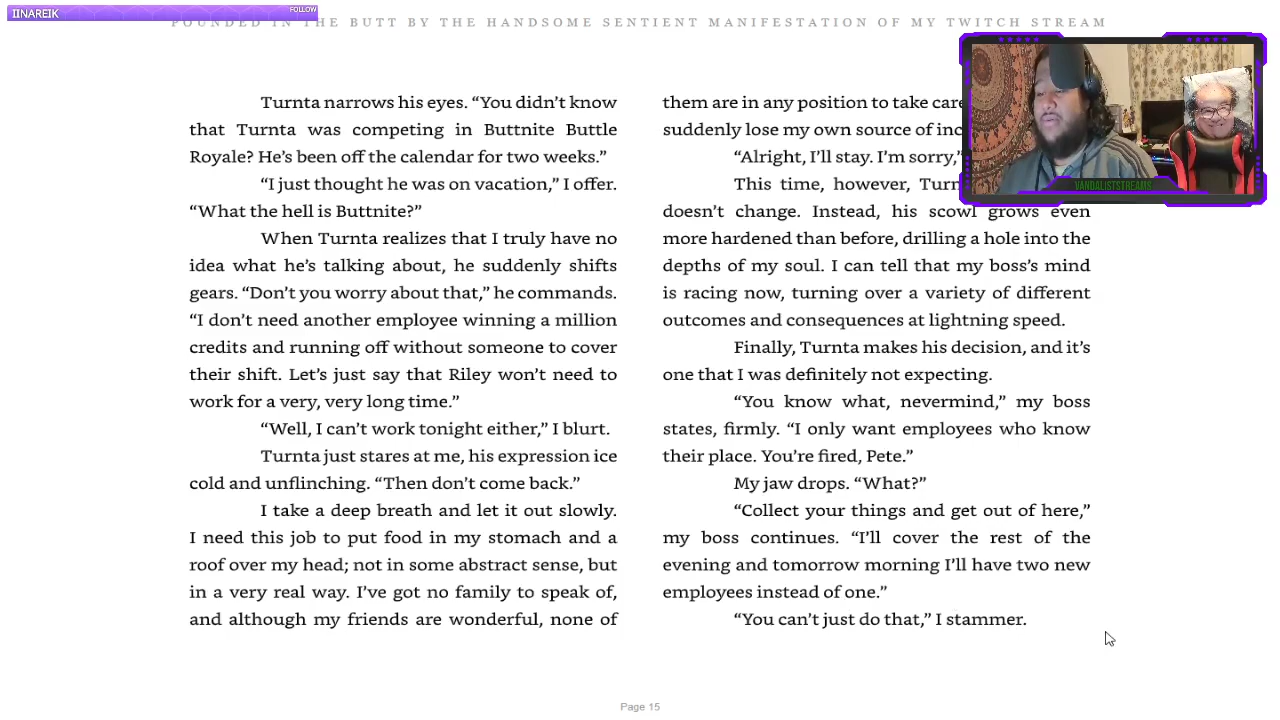 IINAREIK
FOLLOW
POUNDED IN THE BUTT BY THE HANDSOME SENTIENT MANIFESTATION OF MY TWITCH STREAM
Turnta narrows his eyes. “You didn’t know
that Turnta was competing in Buttnite Buttle
Royale? He’s been off the calendar for two weeks.”
“I just thought he was on vacation,” I offer.
“What the hell is Buttnite?”
When Turnta realizes that I truly have no
idea what he’s talking about, he suddenly shifts
gears. “Don’t you worry about that,” he commands.
“I don’t need another employee winning a million
credits and running off without someone to cover
their shift. Let’s just say that Riley won’t need to
work for a very, very long time.”
“Well, I can’t work tonight either,” I blurt.
Turnta just stares at me, his expression ice
cold and unflinching. “Then don’t come back.”
I take a deep breath and let it out slowly.
I need this job to put food in my stomach and a
roof over my head; not in some abstract sense, but
in a very real way. I’ve got no family to speak of,
and although my friends are wonderful, none of
them are in any position to take care
suddenly lose my own source of
“Alright, I’ll stay. I’m sorry,”
This time, however,
doesn’t change. Instead, his scowl grows even
more hardened than before, drilling a hole into the
depths of my soul. I can tell that my boss’s mind
is racing now, turning over a variety of different
outcomes and consequences at lightning speed.
Finally, Turnta makes his decision, and it’s
one that I was definitely not expecting.
“You know what, nevermind,” my boss
states, firmly. “I only want employees who know
their place. You’re fired, Pete.”
My jaw drops. “What?”
“Collect your things and get out of here,”
my boss continues. “I’ll cover the rest of the
evening and tomorrow morning I’ll have two new
employees instead of one.”
“You can’t just do that,” I stammer.
VANDALISTSTREAMS
Page 15